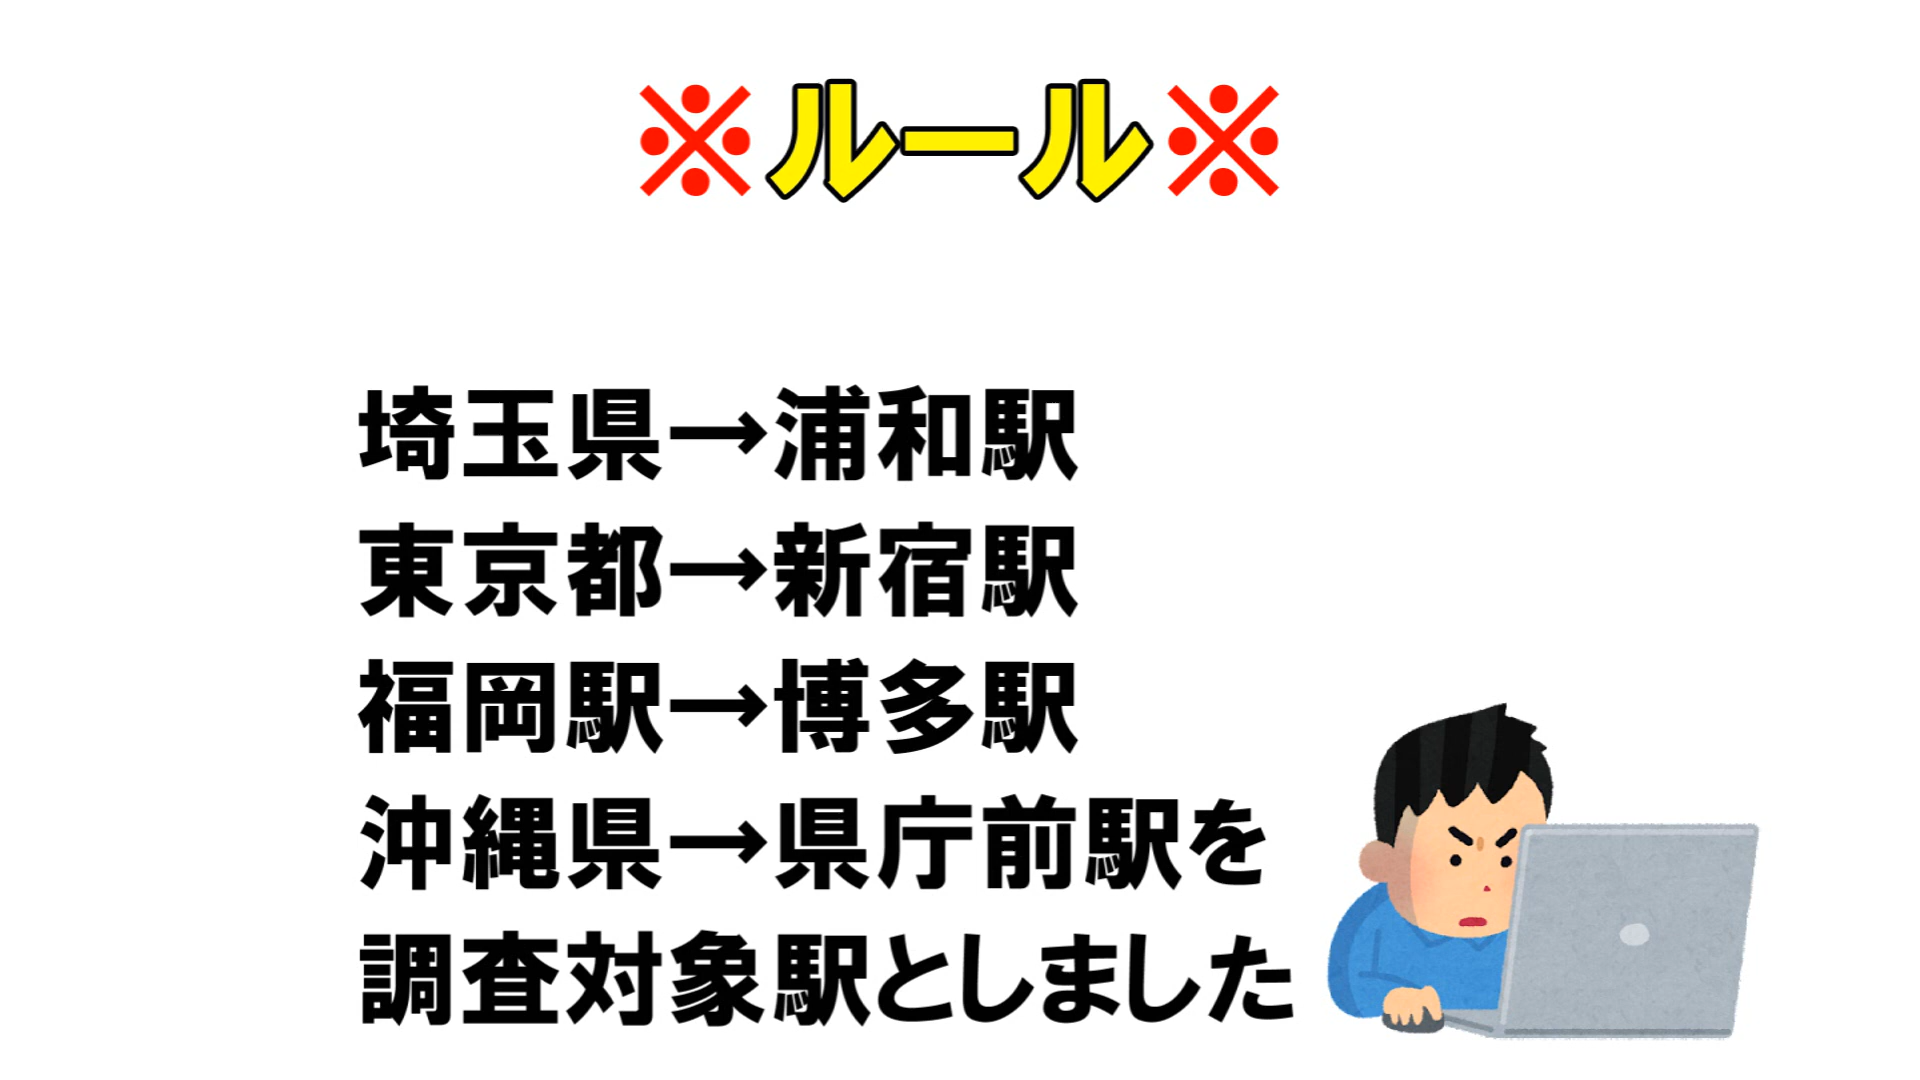 ※ルール※
埼玉県→浦和駅
東京都→新宿駅
福岡駅→博多駅
沖縄県→県庁前駅を
調査対象駅としました